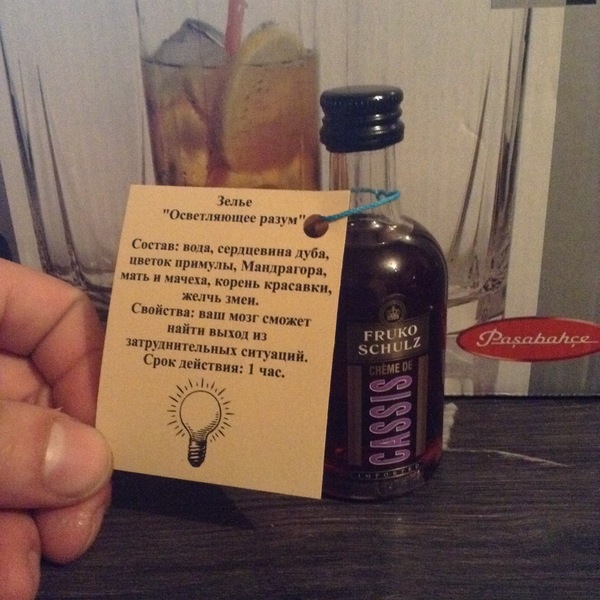 Зелье
"Осветляющее разум"
Состав: вода, сердцевина дуба,
цветок примулы, Мандрагора,
мать и мачеха, корень красавки,
желчь змеи.
Свойства: ваш мозг сможет
найти выход из
затруднительных ситуаций.
Срок действия: 1 час.
FRUKO
SCHULZ
CRÈME DE
CASSIS
IMPORTED
Paşabahçe